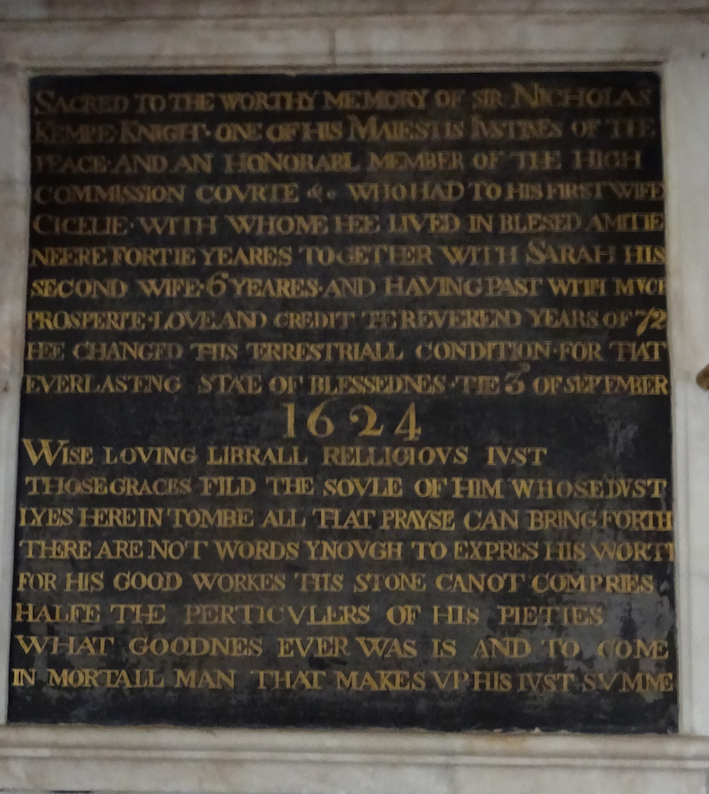 SACRED TO THE WORTHY MEMORY OF SIR NICHOLAS
KEMPE KNIGHT· ONE OF HIS MAIESTIS IVSTISES OF THE
PEACE·AND AN HONORABL MEMBER OF THE HIGH
COMMISSION COVRTE &c WHO HAD TO HIS FIRST WIFE
CICELIE· WITH WHOME HEE LIVED IN BLESED AMITIE
NEERE FORTIE YEARES TOGETHER WITH SARAH HIS
SECOND WIFE·6 YEARES·AND HAVING PAST WITH MVCH
PROSPERITE·LOVE AND CREDIT THE REVEREND YEARS OF 72
HEE CHANGED THIS TERRESTRIALL CONDITION·FOR THAT
EVERLASTING STATE OF BLESSEDNES·THE 3 OF SEPTEMBER
1624
WISE LOVING LIBRALL RELLIGIOVS IVST
THOSE GRACES FILD THE SOVLE OF HIM WHOSE DVST
LYES HERE IN TOMBE ALL THAT PRAYSE CAN BRING FORTH
THERE ARE NOT WORDS YNOVGH TO EXPRES HIS WORTH
FOR HIS GOOD WORKES THIS STONE CANOT COMPRIES
HALFE THE PERTICVLERS OF HIS PIETIES
WHAT GOODNES EVER WAS IS AND TO COME
IN MORTALL MAN THAT MAKES VP HIS IVST SVMME